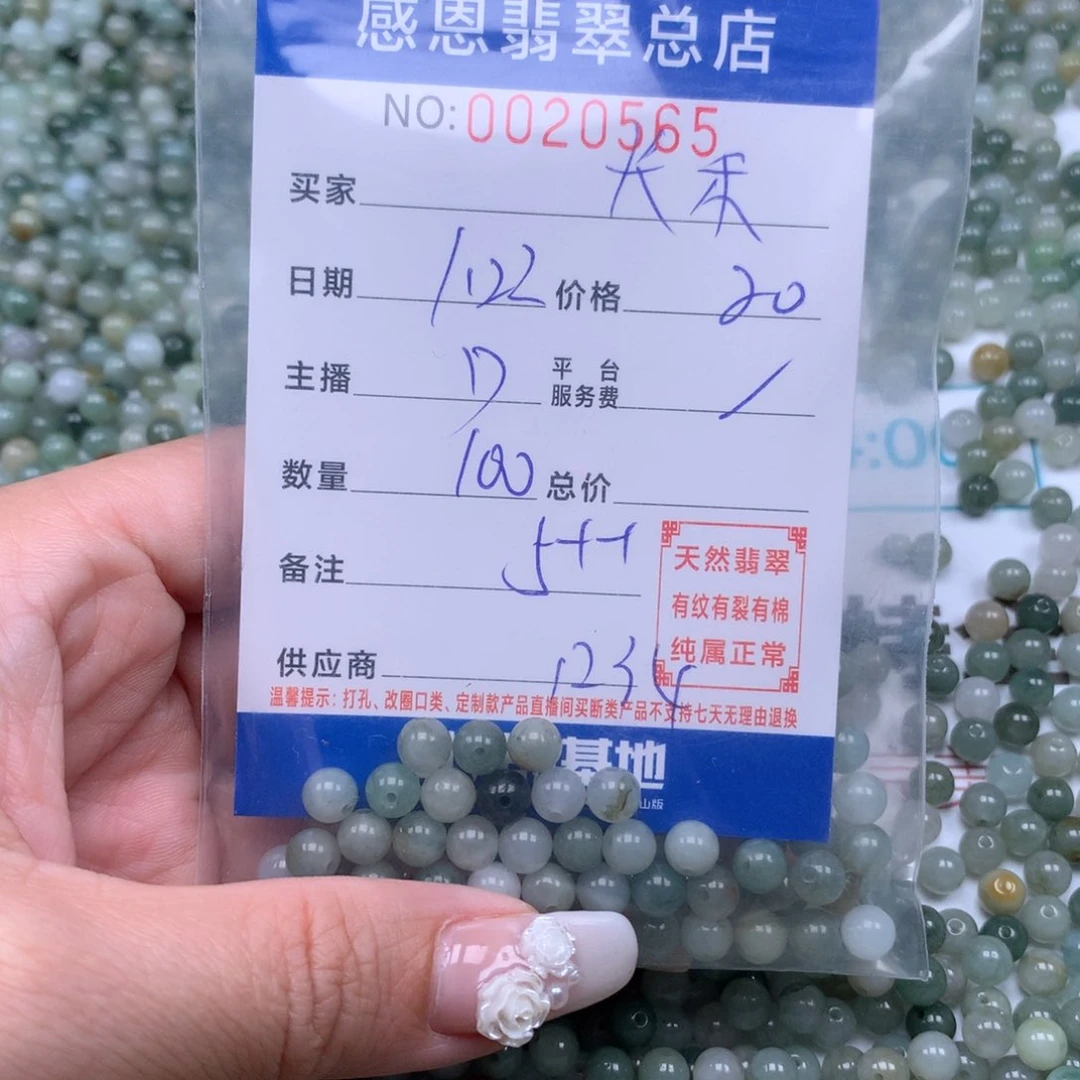 感恩翡翠总店
NO:0020565
买家 长禾
日期 1.22 价格 20
主播 17 平台服务费 /
数量 100 总价
备注
天然翡翠
有纹有裂有棉
纯属正常
供应商 1234
温馨提示：打孔、改圈口类、定制款产品直播间买断类产品不支持七天无理由退换
基地
山版